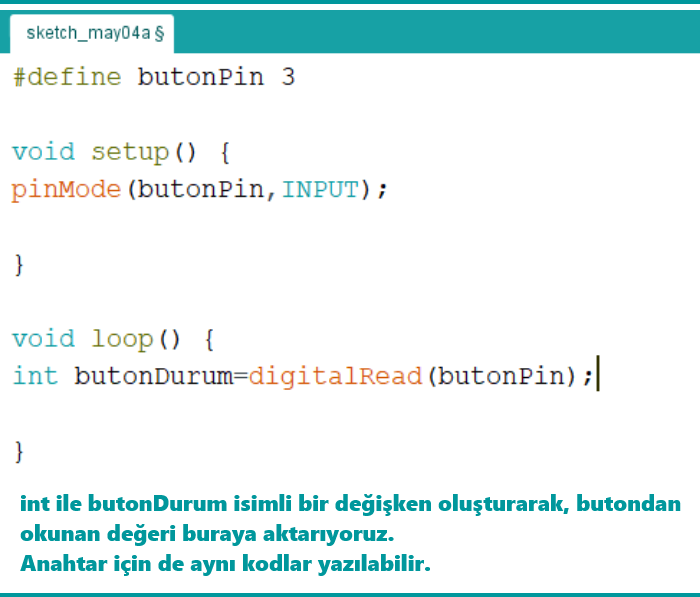 sketch_may04a §
#define butonPin 3
void setup() {
pinMode(butonPin,INPUT);
}
void loop() {
int butonDurum=digitalRead(butonPin);
}
int ile butonDurum isimli bir değişken oluşturarak, butondan
okunan değeri buraya aktarıyoruz.
Anahtar için de aynı kodlar yazılabilir.